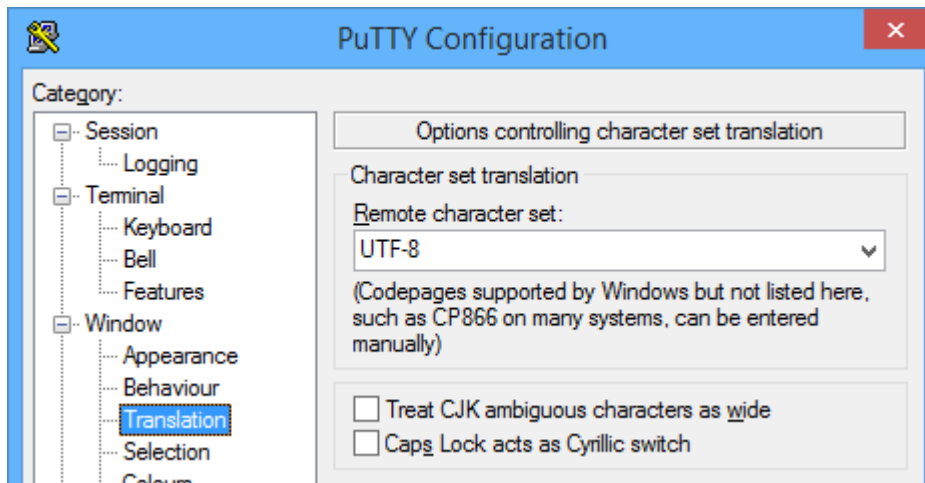 PuTTY Configuration
Category:
Session
Logging
Terminal
Keyboard
Bell
Features
Window
Appearance
Behaviour
Translation
Selection
Options controlling character set translation
Character set translation
Remote character set:
UTF-8
(Codepages supported by Windows but not listed here,
such as CP866 on many systems, can be entered
manually)
Treat CJK ambiguous characters as wide
Caps Lock acts as Cyrillic switch